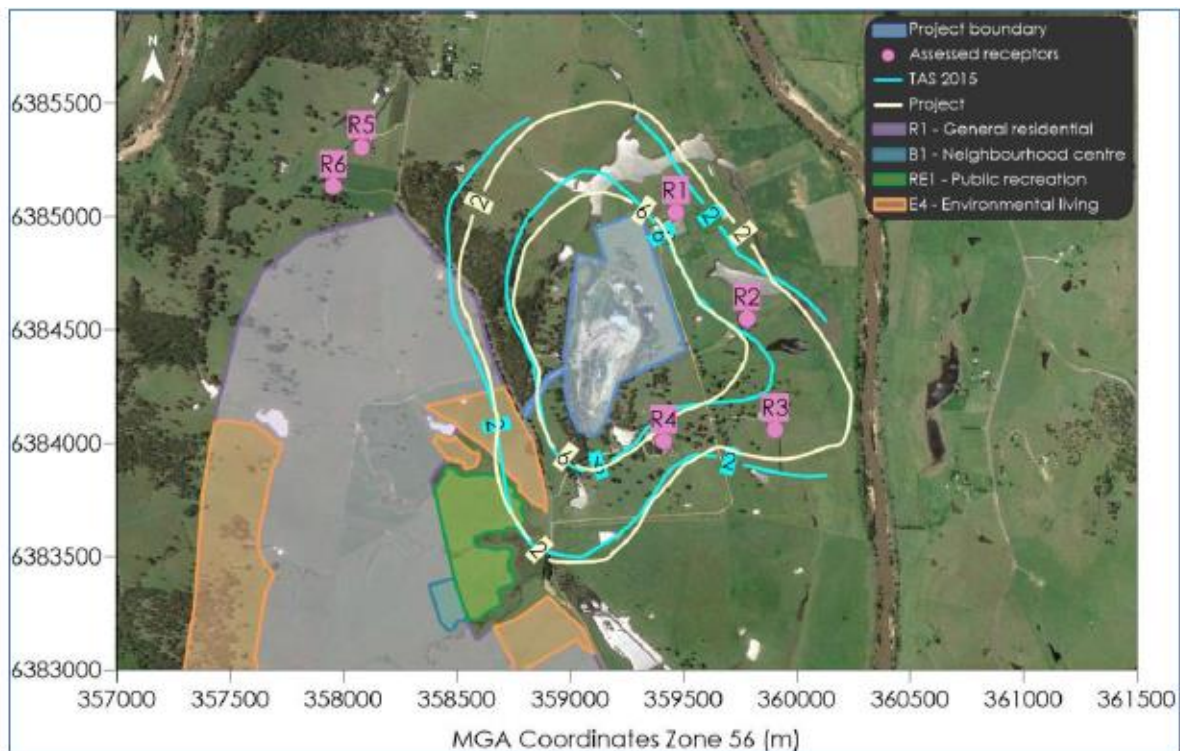 N
Project boundary
Assessed receptors
TAS 2015
Project
R1 - General residential
B1 - Neighbourhood centre
RE1 - Public recreation
E4 - Environmental living
6385500
6385000
6384500
6384000
6383500
6383000
R5
R6
R1
R2
R3
R4
2
6
6
2
2
2
6
2
2
357000 357500 358000 358500 359000 359500 360000 360500 361000 361500
MGA Coordinates Zone 56 (m)